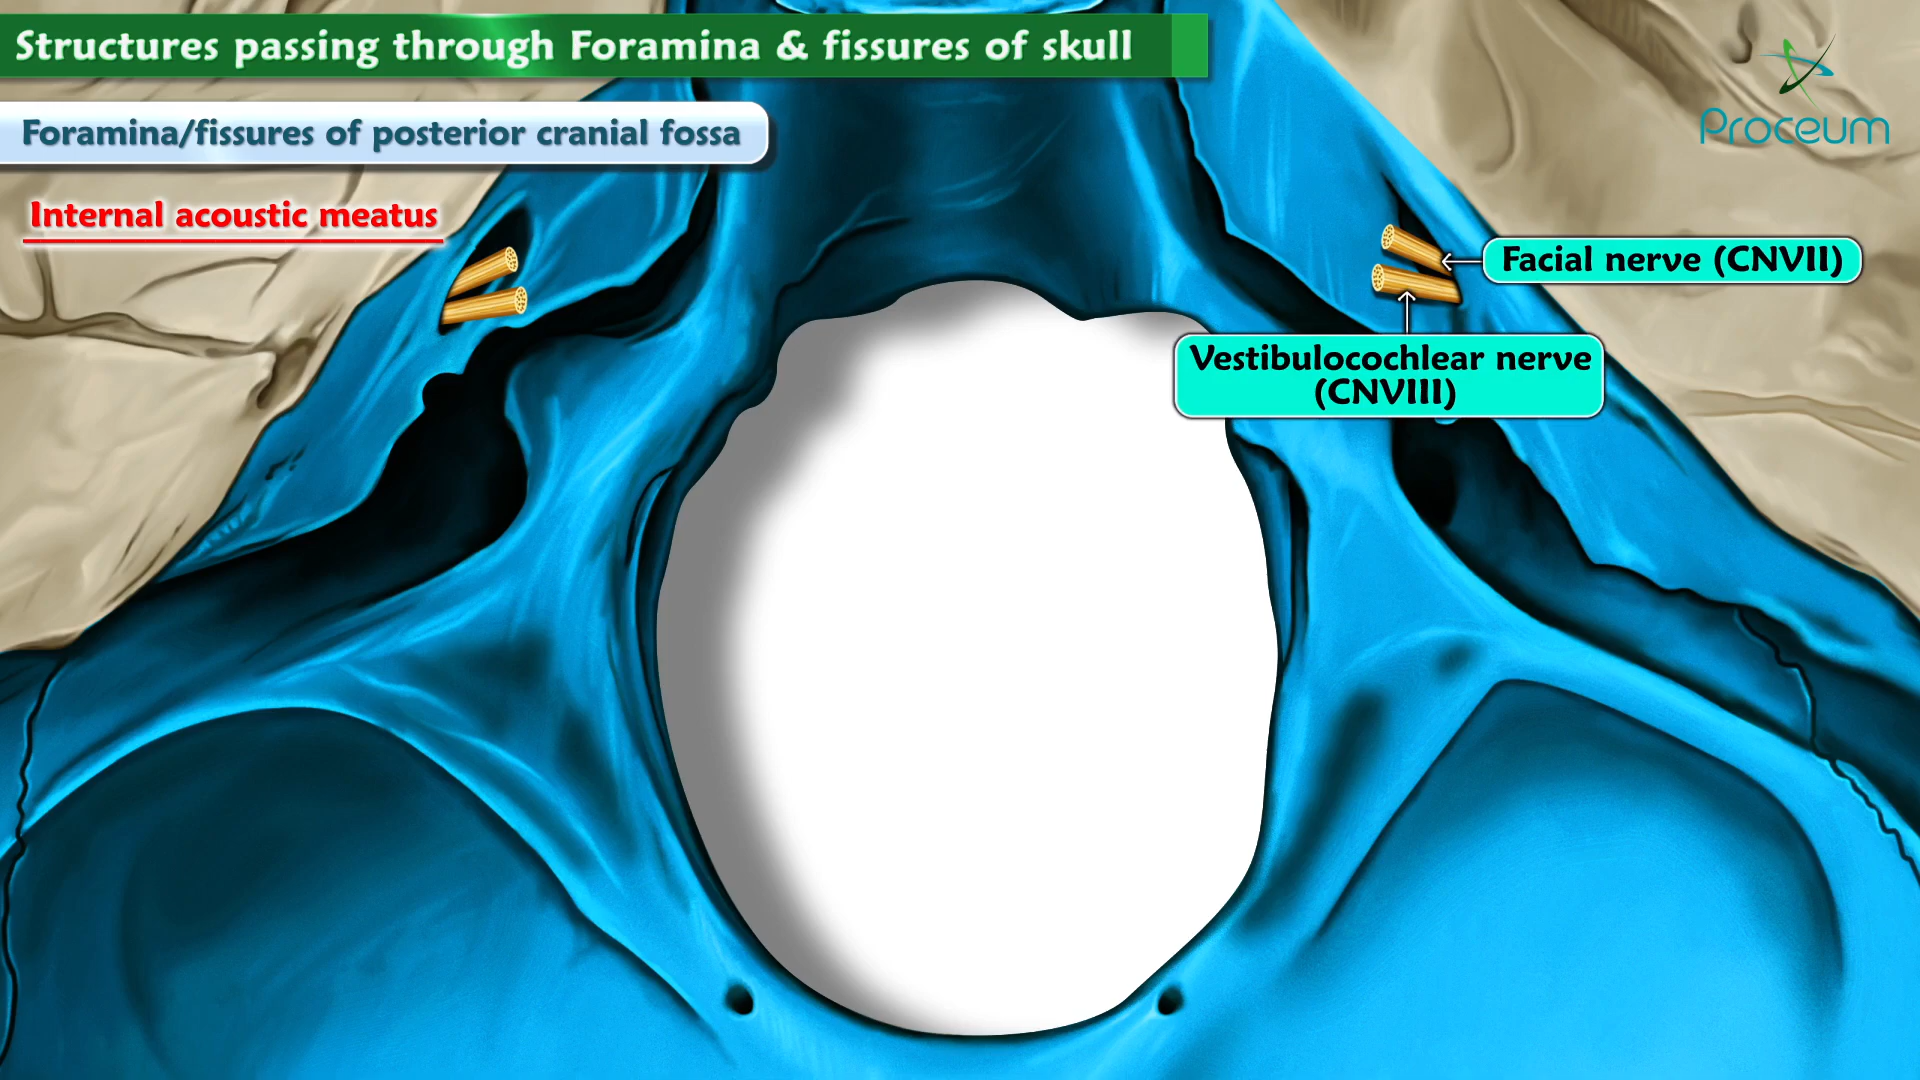 Structures passing through Foramina & fissures of skull
Proceum
Foramina/fissures of posterior cranial fossa
Internal acoustic meatus
Facial nerve (CNVII)
Vestibulocochlear nerve
(CNVIII)